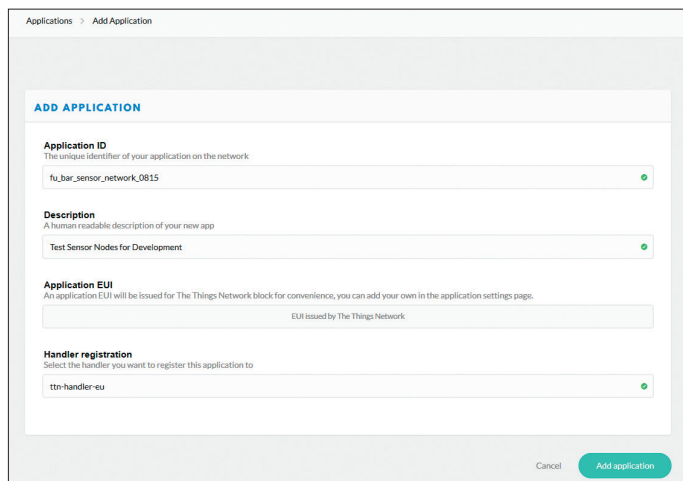 Applications > Add Application
ADD APPLICATION
Application ID
The unique identifier of your application on the network
fu_bar_sensor_network_0815
Description
A human readable description of your new app
Test Sensor Nodes for Development
Application EUI
An application EUI will be issued for The Things Network block for convenience, you can add your own in the application settings page.
EUI issued by The Things Network
Handler registration
Select the handler you want to register this application to
ttn-handler-eu
Cancel Add application